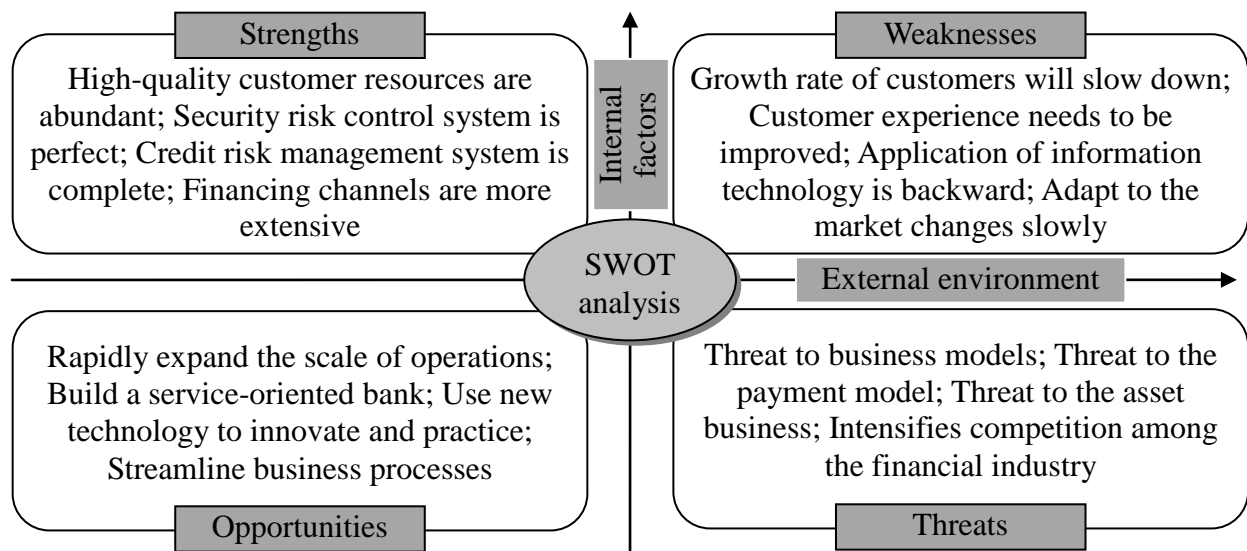 Strengths
High-quality customer resources are
abundant; Security risk control system is
perfect; Credit risk management system is
complete; Financing channels are more
extensive
Internal
factors
Weaknesses
Growth rate of customers will slow down;
Customer experience needs to be
improved; Application of information
technology is backward; Adapt to the
market changes slowly
SWOT
analysis
External environment
Rapidly expand the scale of operations;
Build a service-oriented bank; Use new
technology to innovate and practice;
Streamline business processes
Opportunities
Threat to business models; Threat to the
payment model; Threat to the asset
business; Intensifies competition among
the financial industry
Threats